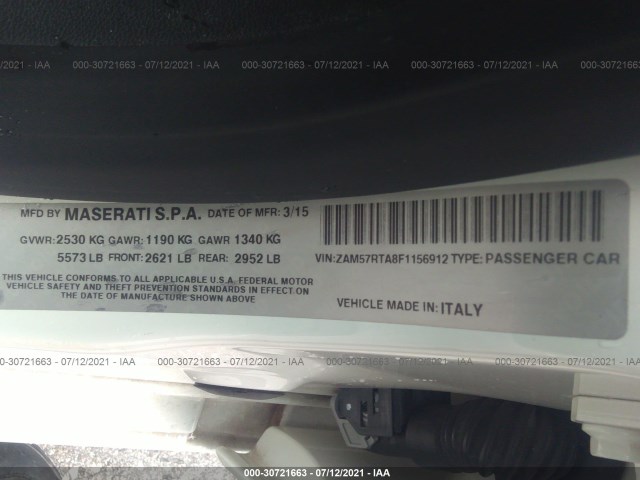 000-30721663 - 07/12/2021 - IAA 000-30721663 - 07/12/2021 - IAA 000-30721663 - 07/12/2021 - IAA
MFD BY MASERATI S.P.A. DATE OF MFR: 3/15
GVWR: 2530 KG GAWR: 1190 KG GAWR 1340 KG
5573 LB FRONT: 2621 LB REAR: 2952 LB
THIS VEHICLE CONFORMS TO ALL APPLICABLE U.S.A. FEDERAL MOTOR
VEHICLE SAFETY AND THEFT PREVENTION STANDARDS IN EFFECT ON
THE DATE OF MANUFACTURE SHOWN ABOVE
VIN: ZAM57RTA8F1156912 TYPE: PASSENGER CAR
VEHICLE MADE IN: ITALY
000-30721663 - 07/12/2021 - IAA 000-30721663 - 07/12/2021 - IAA 000-30721663 - 07/12/2021 - IAA
000-30721663 - 07/12/2021 - IAA